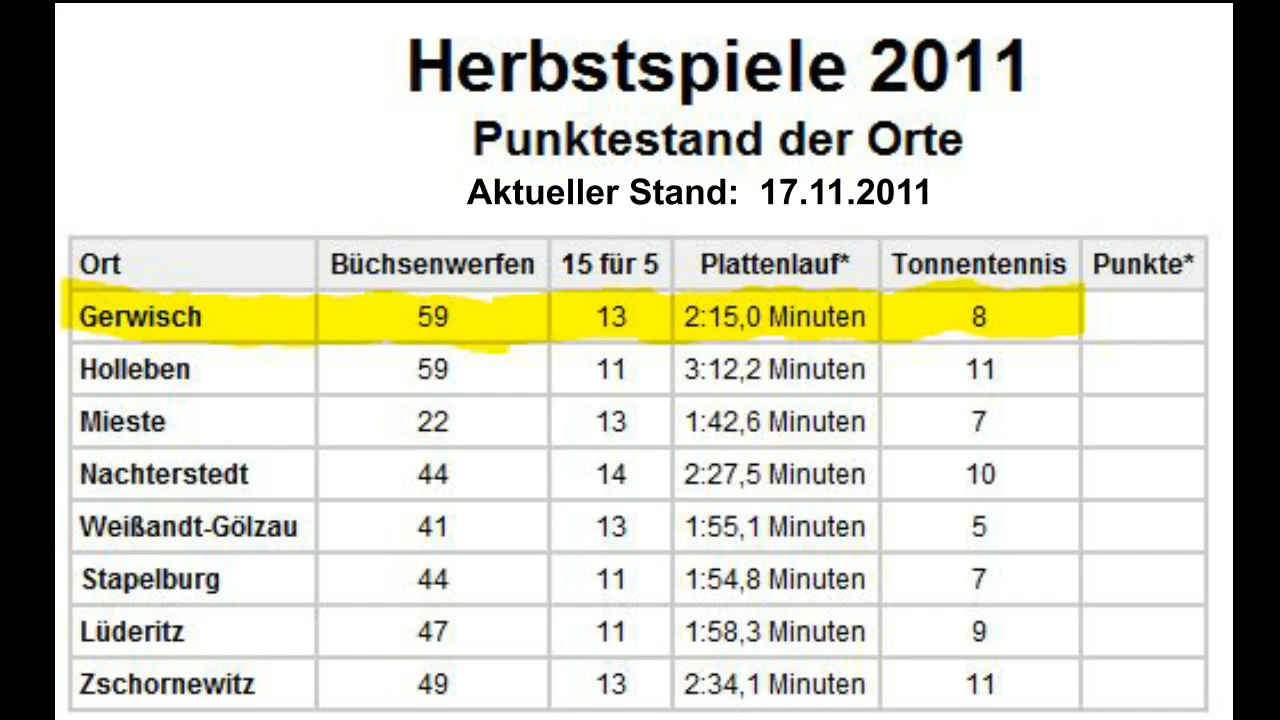 Herbstspiele 2011
Punktestand der Orte
Aktueller Stand: 17.11.2011
Ort Büchsenwerfen 15 für 5 Plattenlauf* Tonnentennis Punkte*
Gerwisch 59 13 2:15,0 Minuten 8
Holleben 59 11 3:12,2 Minuten 11
Mieste 22 13 1:42,6 Minuten 7
Nachterstedt 44 14 2:27,5 Minuten 10
Weißandt-Gölzau 41 13 1:55,1 Minuten 5
Stapelburg 44 11 1:54,8 Minuten 7
Lüderitz 47 11 1:58,3 Minuten 9
Zschornewitz 49 13 2:34,1 Minuten 11